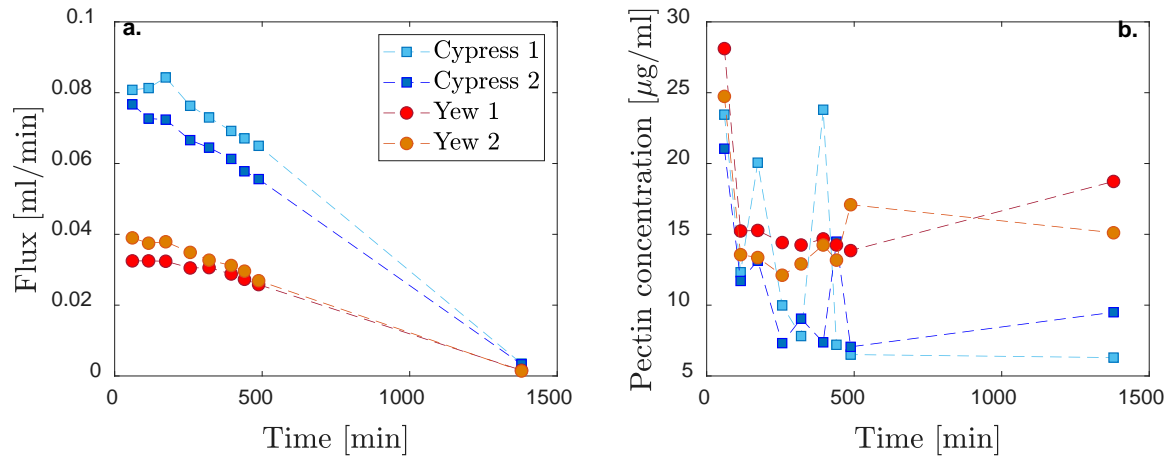 a.
0.1
0.08
0.06
0.04
0.02
0
Flux [ml/min]
Cypress 1
Cypress 2
Yew 1
Yew 2
0
500
1000
1500
Time [min]
b.
30
25
20
15
10
5
Pectin concentration [µg/ml]
0
500
1000
1500
Time [min]